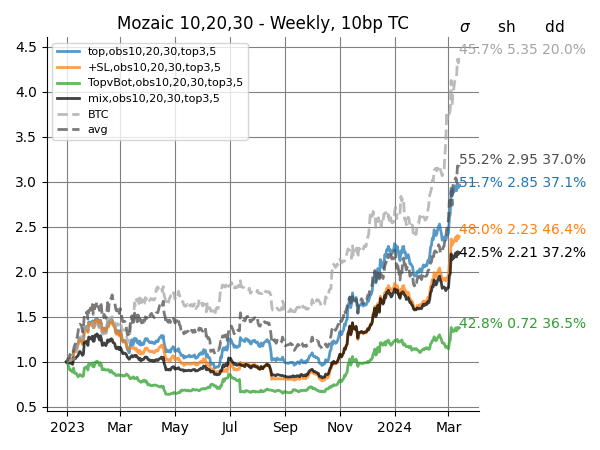 Mozaic 10,20,30 - Weekly, 10bp TC
σ sh dd
top,obs10,20,30,top3,5
+SL,obs10,20,30,top3,5
TopvBot,obs10,20,30,top3,5
mix,obs10,20,30,top3,5
BTC
avg
45.7% 5.35 20.0%
55.2% 2.95 37.0%
51.7% 2.85 37.1%
48.0% 2.23 46.4%
42.5% 2.21 37.2%
42.8% 0.72 36.5%
4.5
4.0
3.5
3.0
2.5
2.0
1.5
1.0
0.5
2023 Mar May Jul Sep Nov 2024 Mar